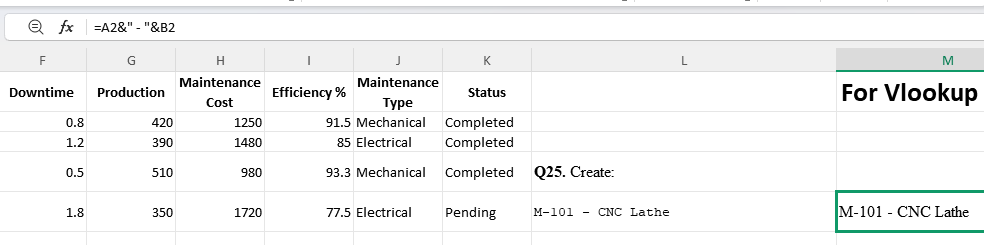 fx =A2&" - "&B2
F G H I J K L M
Downtime Production Maintenance Cost Efficiency % Maintenance Type Status For Vlookup
0.8 420 1250 91.5 Mechanical Completed
1.2 390 1480 85 Electrical Completed
0.5 510 980 93.3 Mechanical Completed Q25. Create:
1.8 350 1720 77.5 Electrical Pending M-101 - CNC Lathe M-101 - CNC Lathe